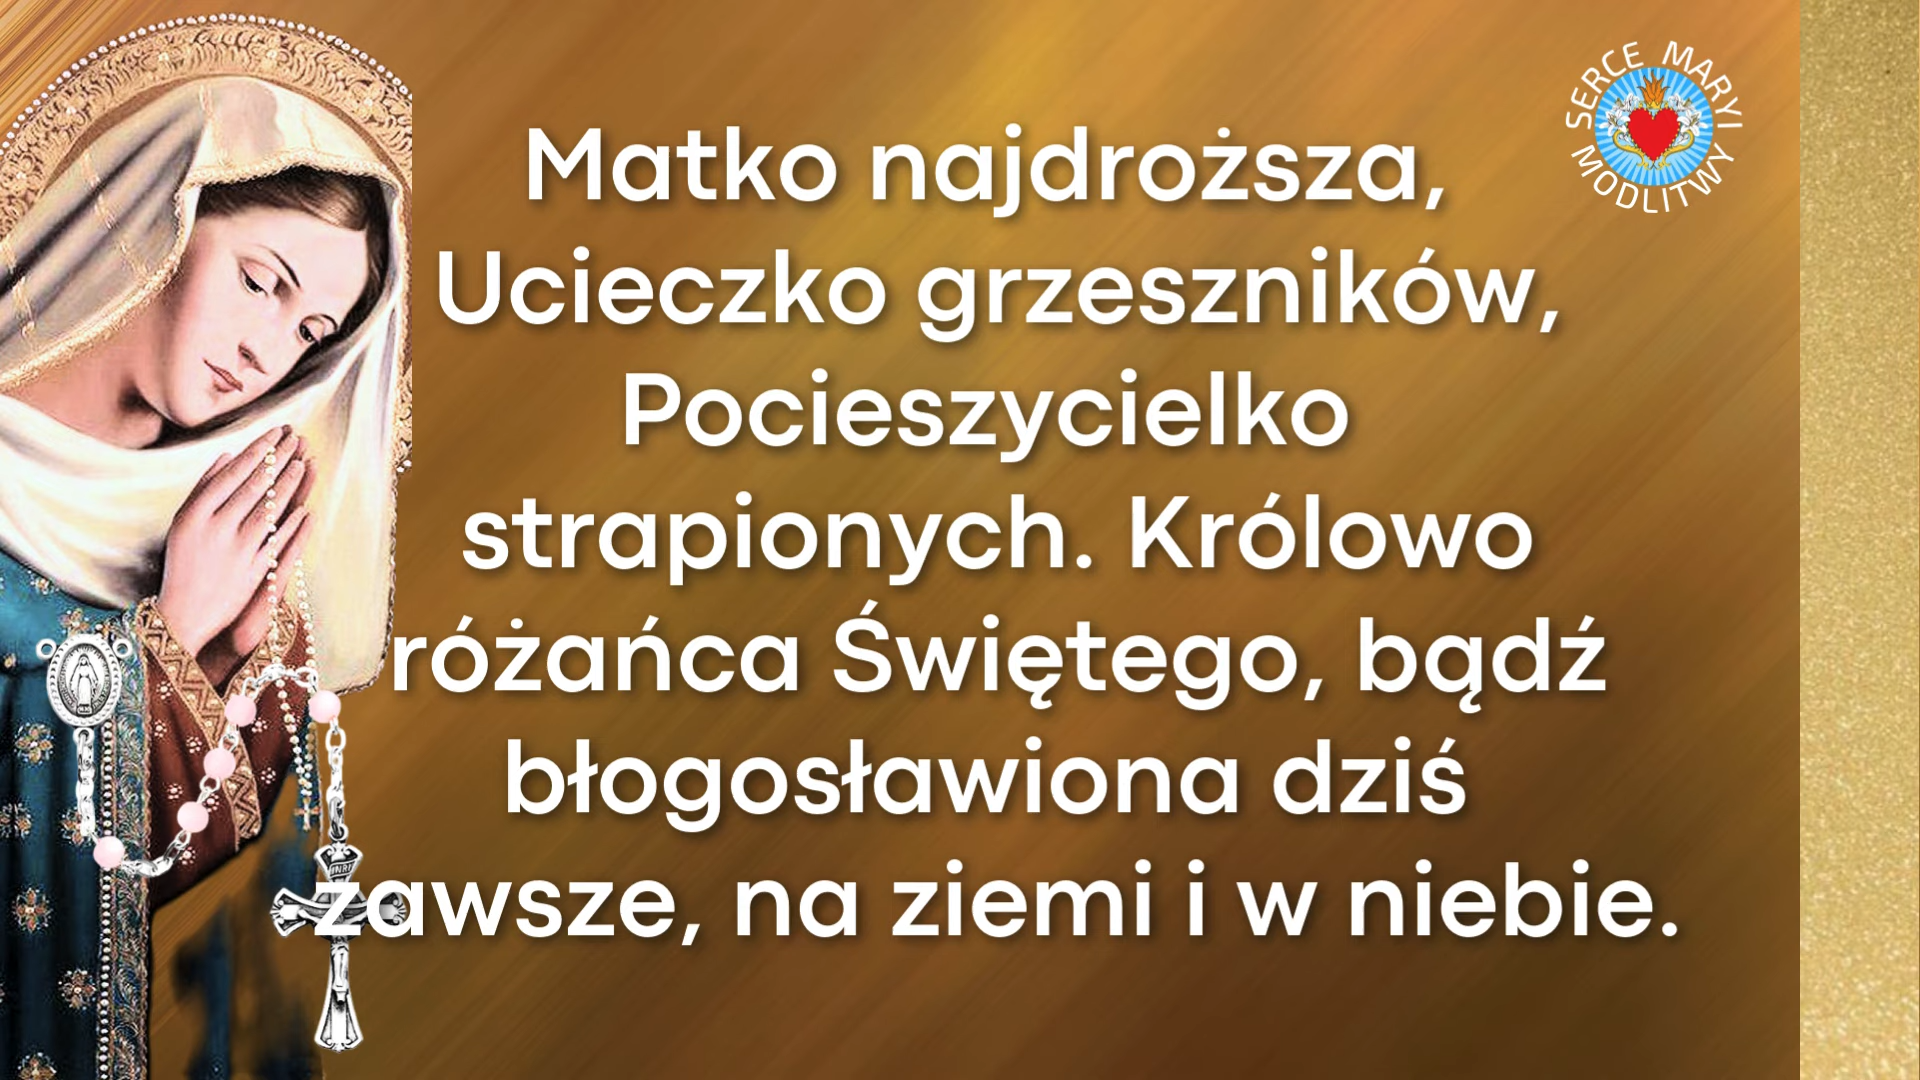 SERCE MARYI
MODLITWY
Matko najdroższa,
Ucieczko grzeszników,
Pocieszycielko
strapionych. Królowo
różańca Świętego, bądź
błogosławiona dziś
zawsze, na ziemi i w niebie.
INRI